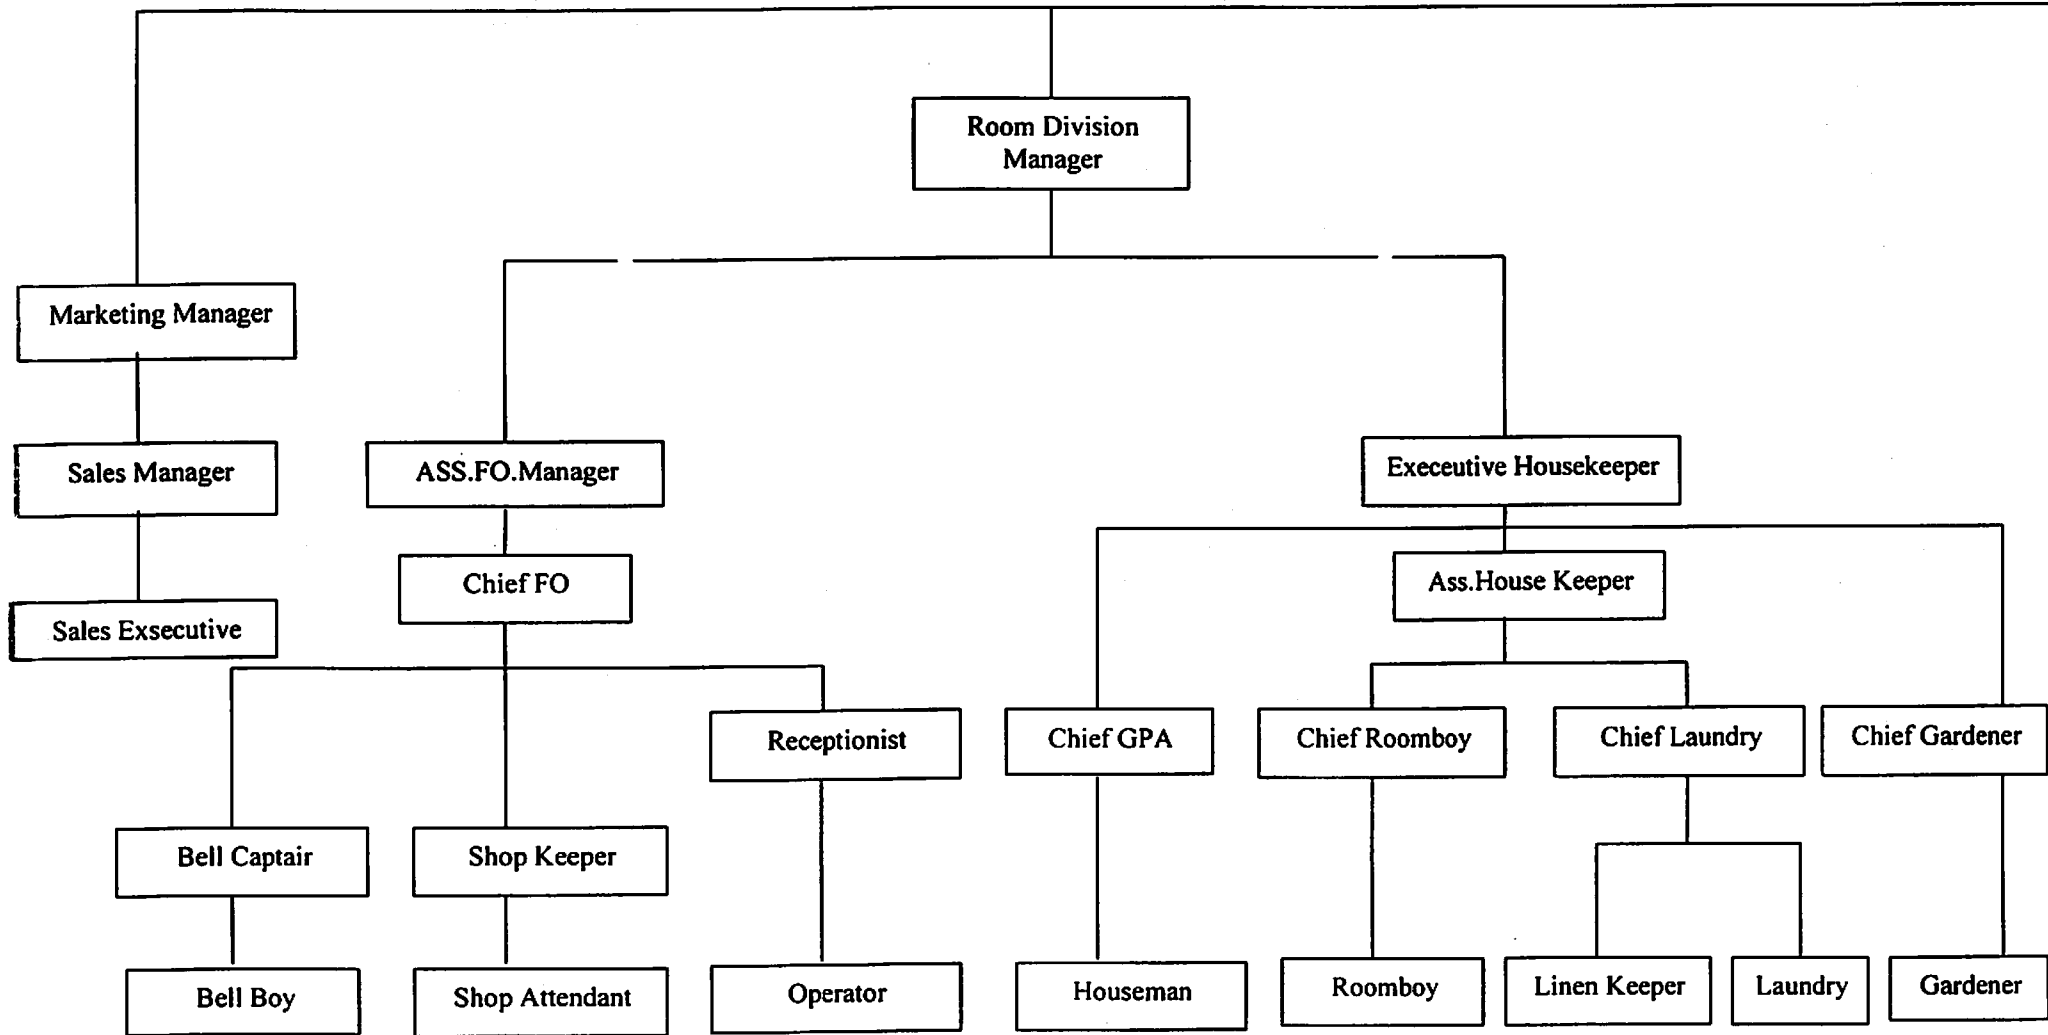 Room Division
Manager
Marketing Manager
Sales Manager
ASS.FO.Manager
Execeutive Housekeeper
Chief FO
Ass.House Keeper
Sales Exsecutive
Receptionist
Chief GPA
Chief Roomboy
Chief Laundry
Chief Gardener
Bell Captair
Shop Keeper
Bell Boy
Shop Attendant
Operator
Houseman
Roomboy
Linen Keeper
Laundry
Gardener